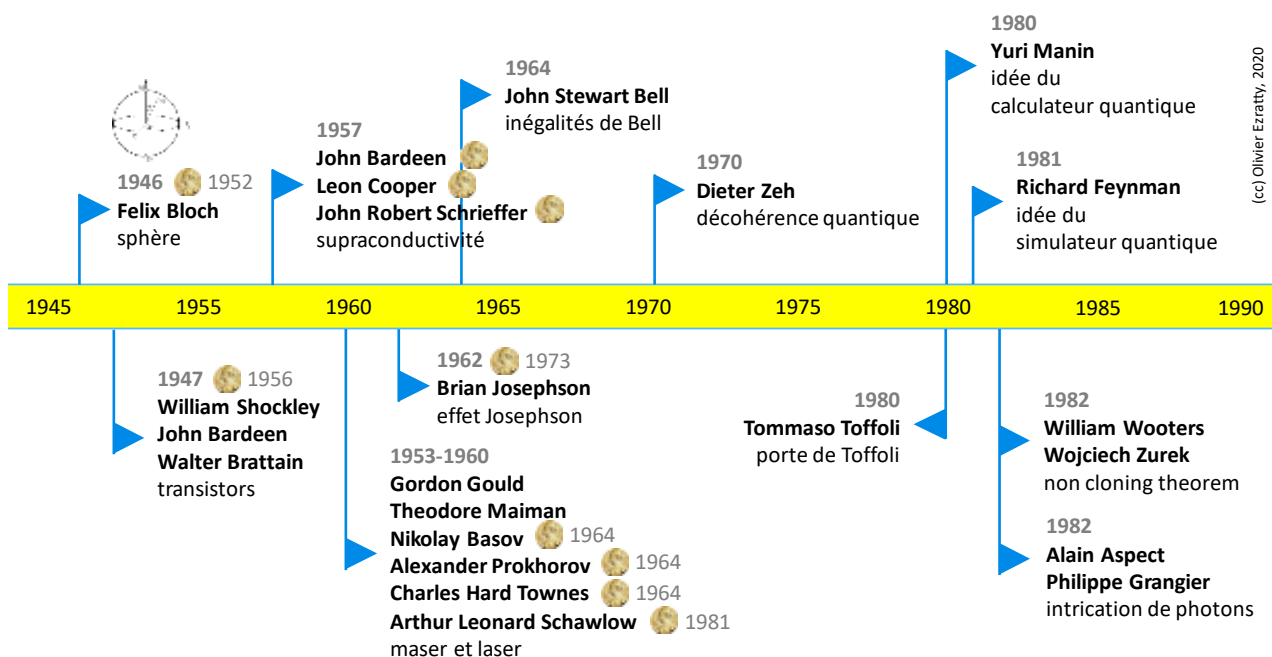 1980
Yuri Manin
idée du
calculateur quantique
(cc) Olivier Ezratty, 2020
1964
John Stewart Bell
inégalités de Bell
1957
John Bardeen
Leon Cooper
John Robert Schrieffer
supraconductivité
1946 1952
Felix Bloch
sphère
1970
Dieter Zeh
décohérence quantique
1981
Richard Feynman
idée du
simulateur quantique
1945 1955 1960 1965 1970 1975 1980 1985 1990
1947 1956
William Shockley
John Bardeen
Walter Brattain
transistors
1962 1973
Brian Josephson
effet Josephson
1953-1960
Gordon Gould
Theodore Maiman
Nikolay Basov 1964
Alexander Prokhorov 1964
Charles Hard Townes 1964
Arthur Leonard Schawlow 1981
maser et laser
1980
Tommaso Toffoli
porte de Toffoli
1982
William Wooters
Wojciech Zurek
non cloning theorem
1982
Alain Aspect
Philippe Grangier
intrication de photons